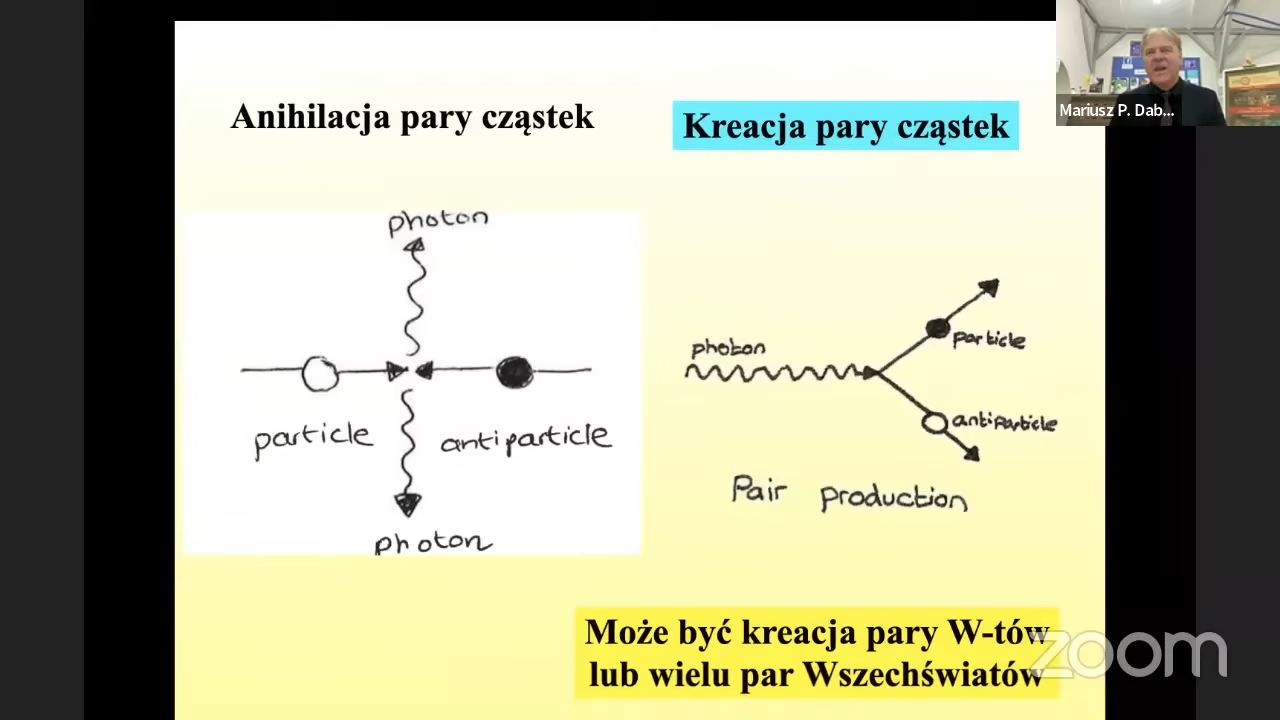 Anihilacja pary cząstek
Kreacja pary cząstek
Mariusz P. Dab...
photon
particle
antiparticle
photon
photon
particle
antiparticle
Pair production
Może być kreacja pary W-tów
lub wielu par Wszechświatów
zoom